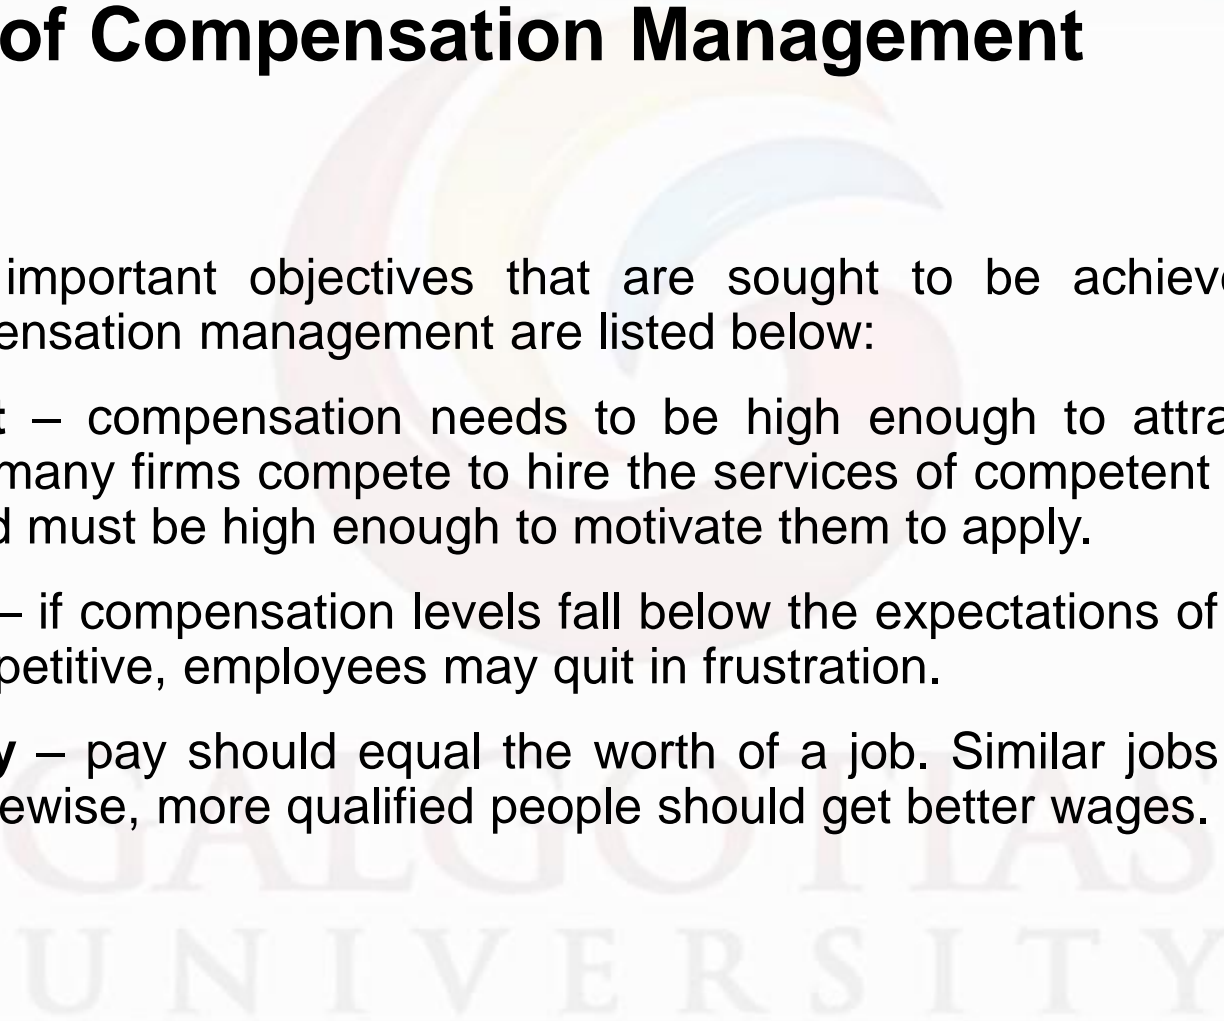 of Compensation Management
important objectives that are sought to be achieve
ensation management are listed below:
t – compensation needs to be high enough to attra
many firms compete to hire the services of competent
d must be high enough to motivate them to apply.
– if compensation levels fall below the expectations of
petitive, employees may quit in frustration.
y – pay should equal the worth of a job. Similar jobs
ewise, more qualified people should get better wages.
GALGOTIAS
UNIVERSITY